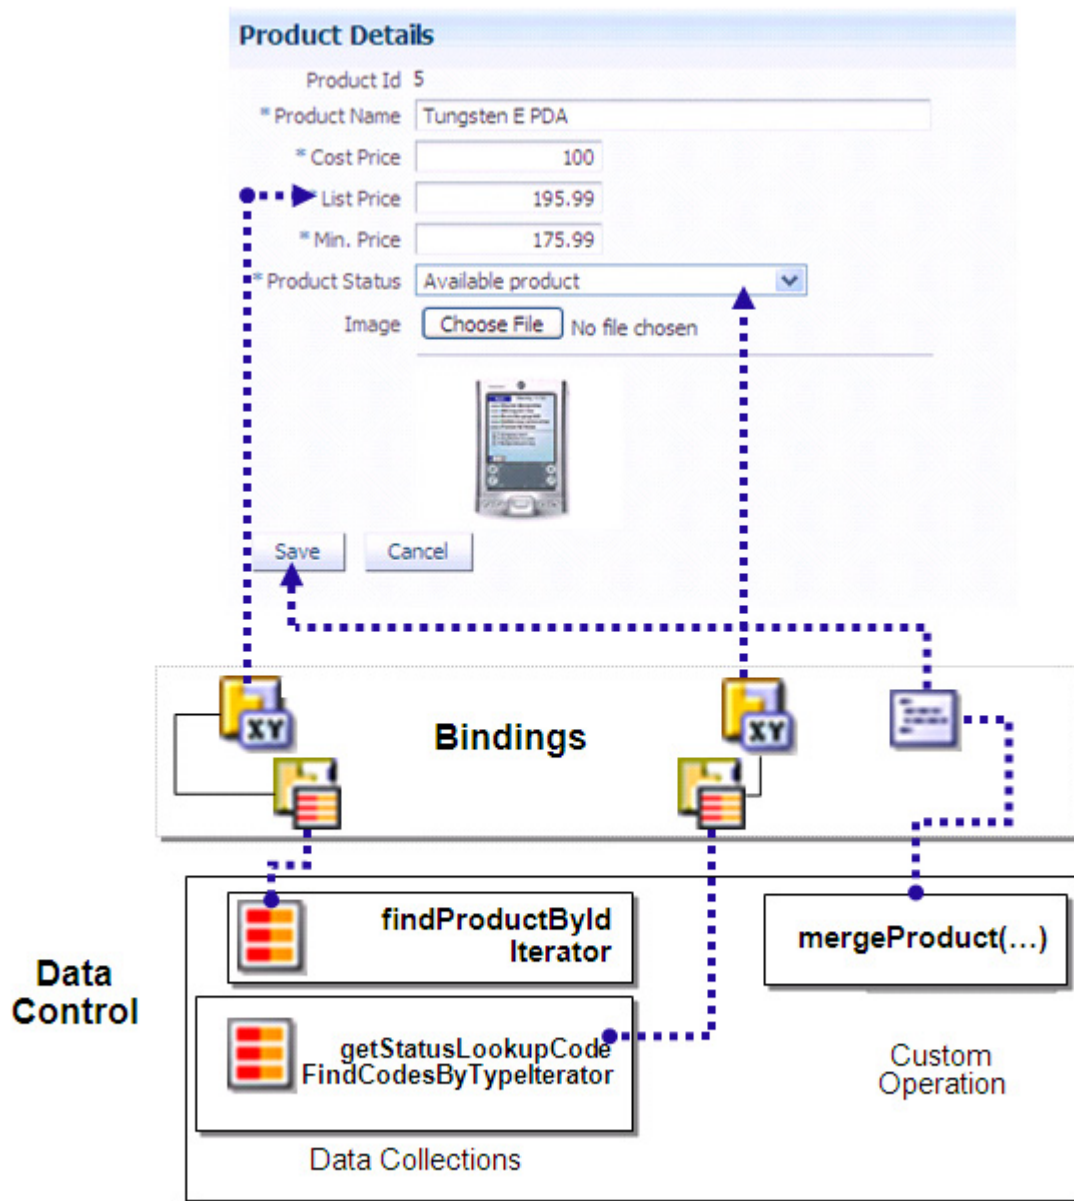 Product Details
Product Id 5
* Product Name Tungsten E PDA
* Cost Price 100
* List Price 195.99
* Min. Price 175.99
* Product Status Available product
Image Choose File No file chosen
Save Cancel
XY
Bindings
XY
findProductById
Iterator
mergeProduct(...)
Data
Control
getStatusLookupCode
FindCodesByTypeIterator
Custom
Operation
Data Collections